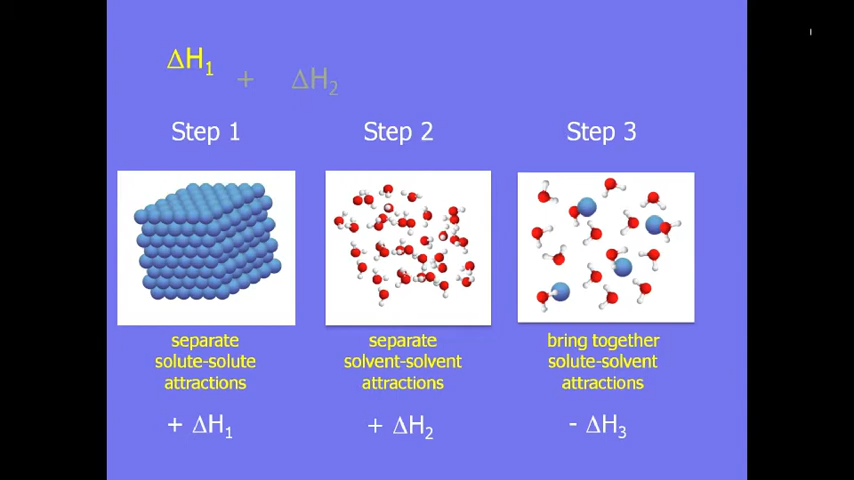 ΔH₁ + ΔH₂
Step 1 Step 2 Step 3
separate
solute-solute
attractions
separate
solvent-solvent
attractions
bring together
solute-solvent
attractions
+ ΔH₁ + ΔH₂ - ΔH₃